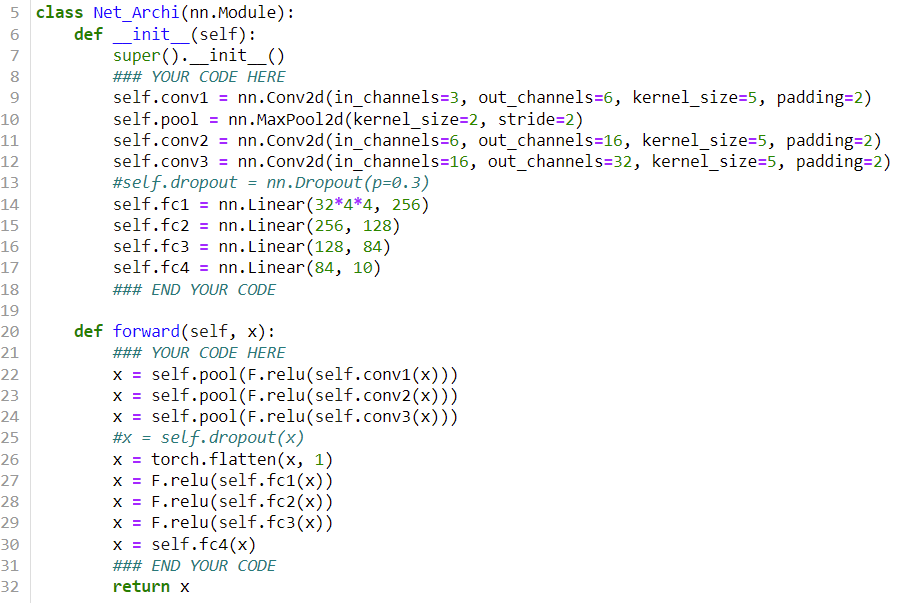 5 class Net_Archi(nn.Module):
6     def __init__(self):
7         super().__init__()
8         ### YOUR CODE HERE
9         self.conv1 = nn.Conv2d(in_channels=3, out_channels=6, kernel_size=5, padding=2)
10         self.pool = nn.MaxPool2d(kernel_size=2, stride=2)
11         self.conv2 = nn.Conv2d(in_channels=6, out_channels=16, kernel_size=5, padding=2)
12         self.conv3 = nn.Conv2d(in_channels=16, out_channels=32, kernel_size=5, padding=2)
13         #self.dropout = nn.Dropout(p=0.3)
14         self.fc1 = nn.Linear(32*4*4, 256)
15         self.fc2 = nn.Linear(256, 128)
16         self.fc3 = nn.Linear(128, 84)
17         self.fc4 = nn.Linear(84, 10)
18         ### END YOUR CODE
19
20     def forward(self, x):
21         ### YOUR CODE HERE
22         x = self.pool(F.relu(self.conv1(x)))
23         x = self.pool(F.relu(self.conv2(x)))
24         x = self.pool(F.relu(self.conv3(x)))
25         #x = self.dropout(x)
26         x = torch.flatten(x, 1)
27         x = F.relu(self.fc1(x))
28         x = F.relu(self.fc2(x))
29         x = F.relu(self.fc3(x))
30         x = self.fc4(x)
31         ### END YOUR CODE
32         return x